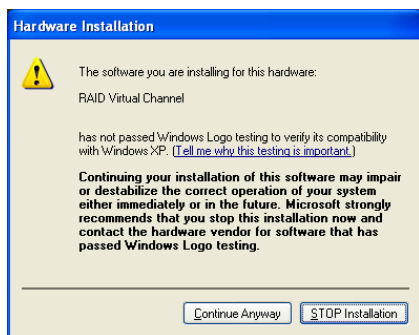 Hardware Installation
The software you are installing for this hardware:
RAID Virtual Channel
has not passed Windows Logo testing to verify its compatibility
with Windows XP. (Tell me why this testing is important.)
Continuing your installation of this software may impair
or destabilize the correct operation of your system
either immediately or in the future. Microsoft strongly
recommends that you stop this installation now and
contact the hardware vendor for software that has
passed Windows Logo testing.
Continue Anyway STOP Installation